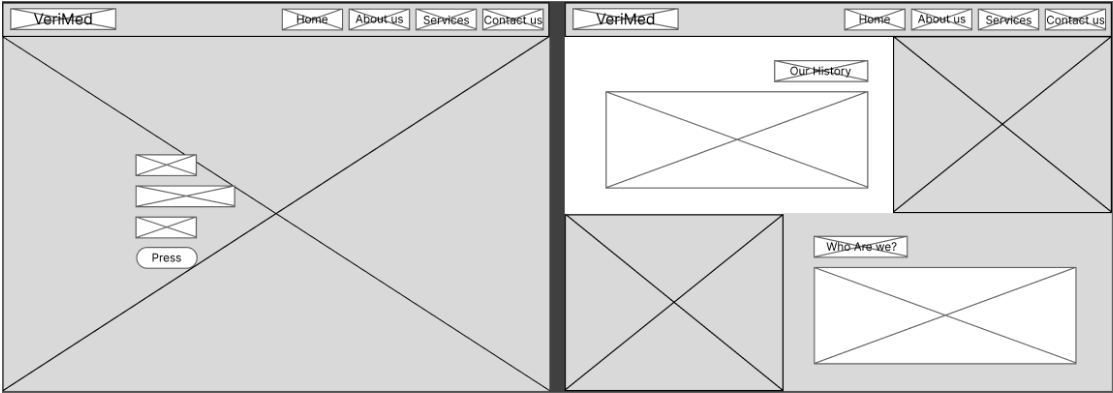 VeriMed
Home
About us
Services
Contact us
Press
VeriMed
Home
About us
Services
Contact us
Our History
Who Are we?